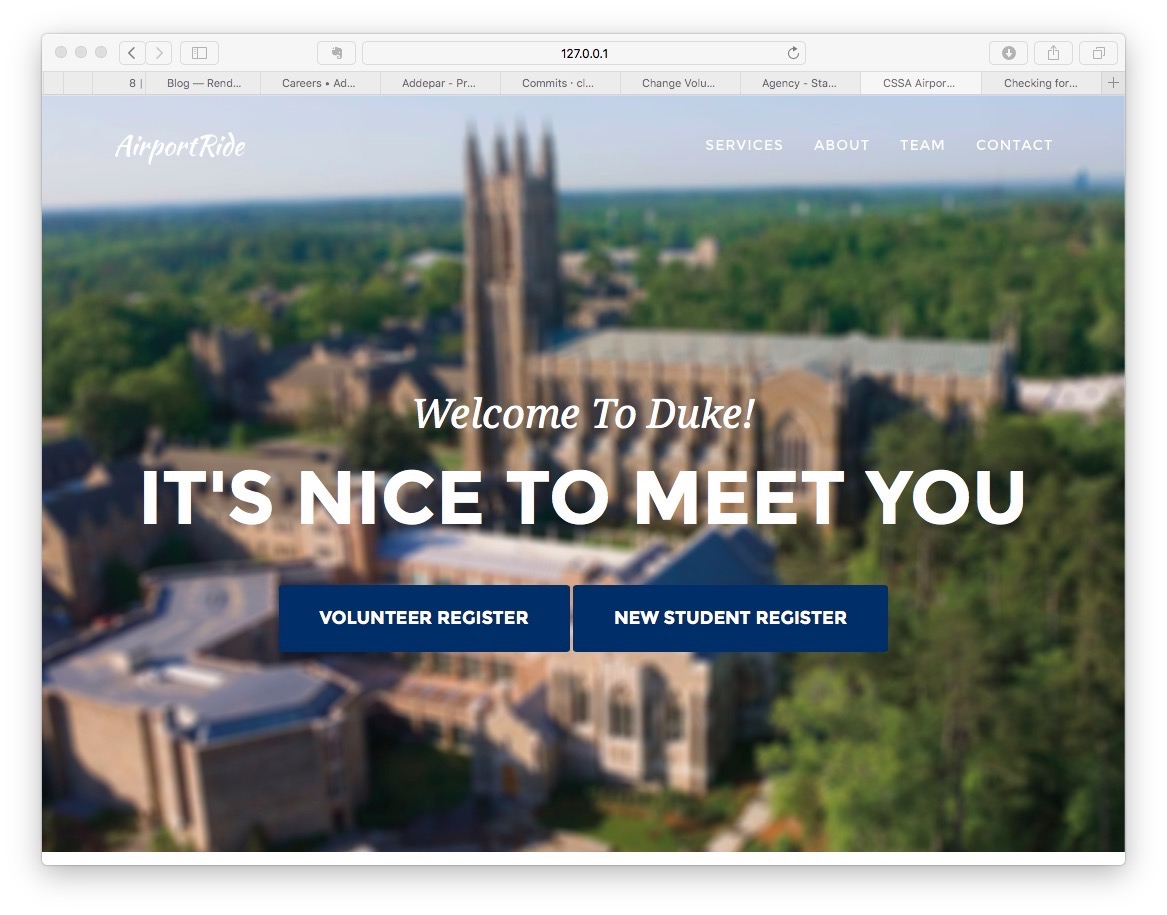 127.0.0.1
8 | Blog — Rend... Careers • Ad... Addepar - Pr... Commits · cl... Change Volu... Agency - Sta... CSSA Airpor... Checking for...
AirportRide SERVICES ABOUT TEAM CONTACT
Welcome To Duke!
IT'S NICE TO MEET YOU
VOLUNTEER REGISTER NEW STUDENT REGISTER